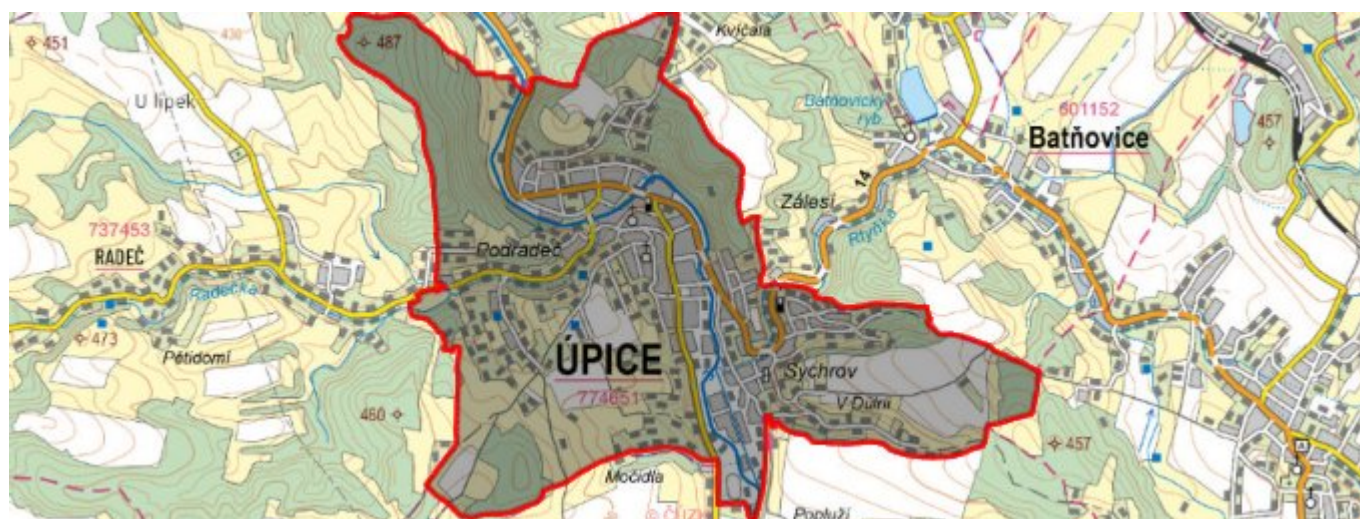 451
430
487
Kvíčala
U lipek
Batňovický
ryb.
601152
Batňovice
457
14
Zálesí
Rtyňka
737453
RADEČ
Podradeč
Radečka
473
Pětidomí
ÚPICE
774651
Sychrov
V Dolní
460
457
Močidla
© ČÚZK
Popluží